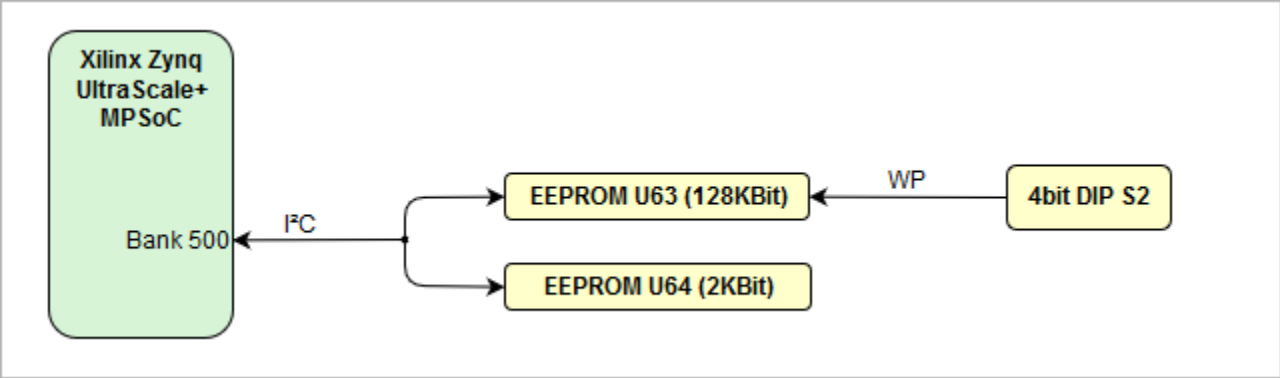 Xilinx Zynq
UltraScale+
MPSoC
Bank 500
I²C
EEPROM U63 (128KBit)
WP
4bit DIP S2
EEPROM U64 (2KBit)